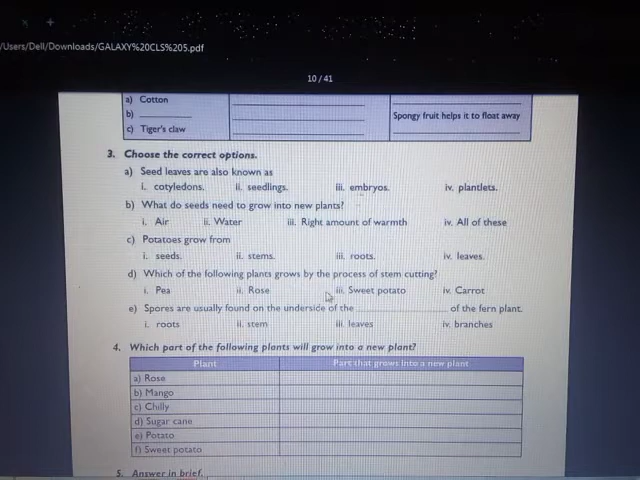 /Users/Dell/Downloads/GALAXY%20CLS%205.pdf
10 / 41
a) Cotton
b)
Spongy fruit helps it to float away
c) Tiger's claw
3. Choose the correct options.
a) Seed leaves are also known as
i. cotyledons. ii. seedlings. iii. embryos. iv. plantlets.
b) What do seeds need to grow into new plants?
i. Air ii. Water iii. Right amount of warmth iv. All of these
c) Potatoes grow from
i. seeds. ii. stems. iii. roots. iv. leaves.
d) Which of the following plants grows by the process of stem cutting?
i. Pea ii. Rose iii. Sweet potato iv. Carrot
e) Spores are usually found on the underside of the ____________ of the fern plant.
i. roots ii. stem iii. leaves iv. branches
4. Which part of the following plants will grow into a new plant?
Plant Part that grows into a new plant
a) Rose
b) Mango
c) Chilly
d) Sugar cane
e) Potato
f) Sweet potato
5. Answer in brief.